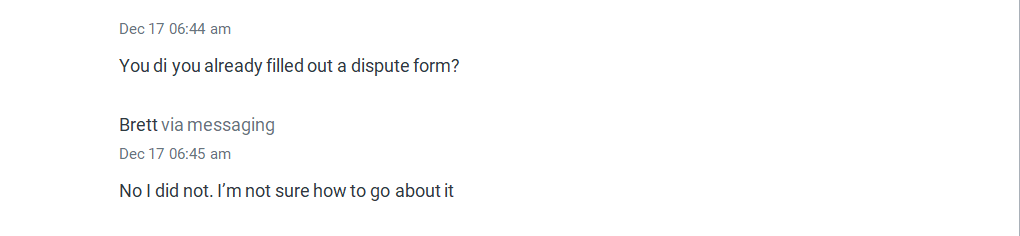 Dec 17 06:44 am
You di you already filled out a dispute form?
Brett via messaging
Dec 17 06:45 am
No I did not. I’m not sure how to go about it